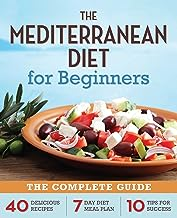 THE
MEDITERRANEAN
DIET
for Beginners
THE COMPLETE GUIDE
40 DELICIOUS RECIPES 7 DAY DIET MEAL PLAN 10 TIPS FOR SUCCESS